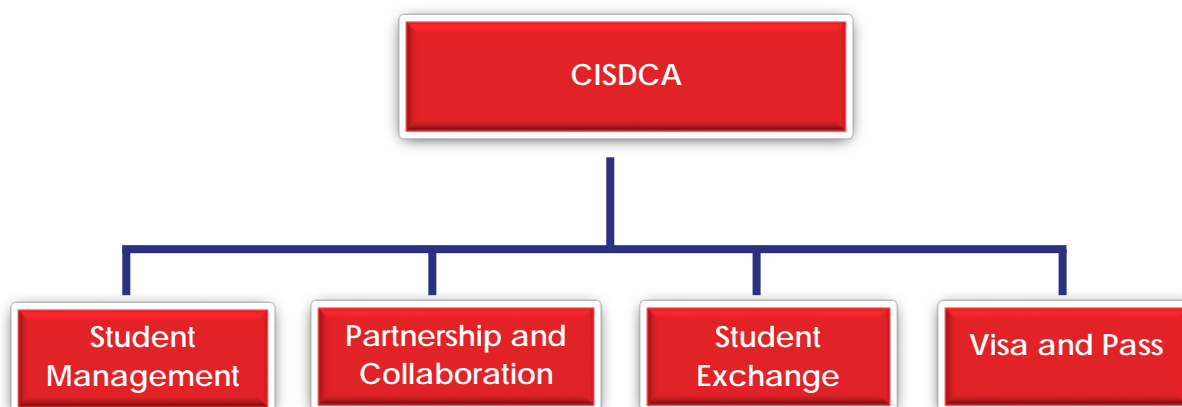 CISDCA
Student
Management
Partnership and
Collaboration
Student
Exchange
Visa and Pass